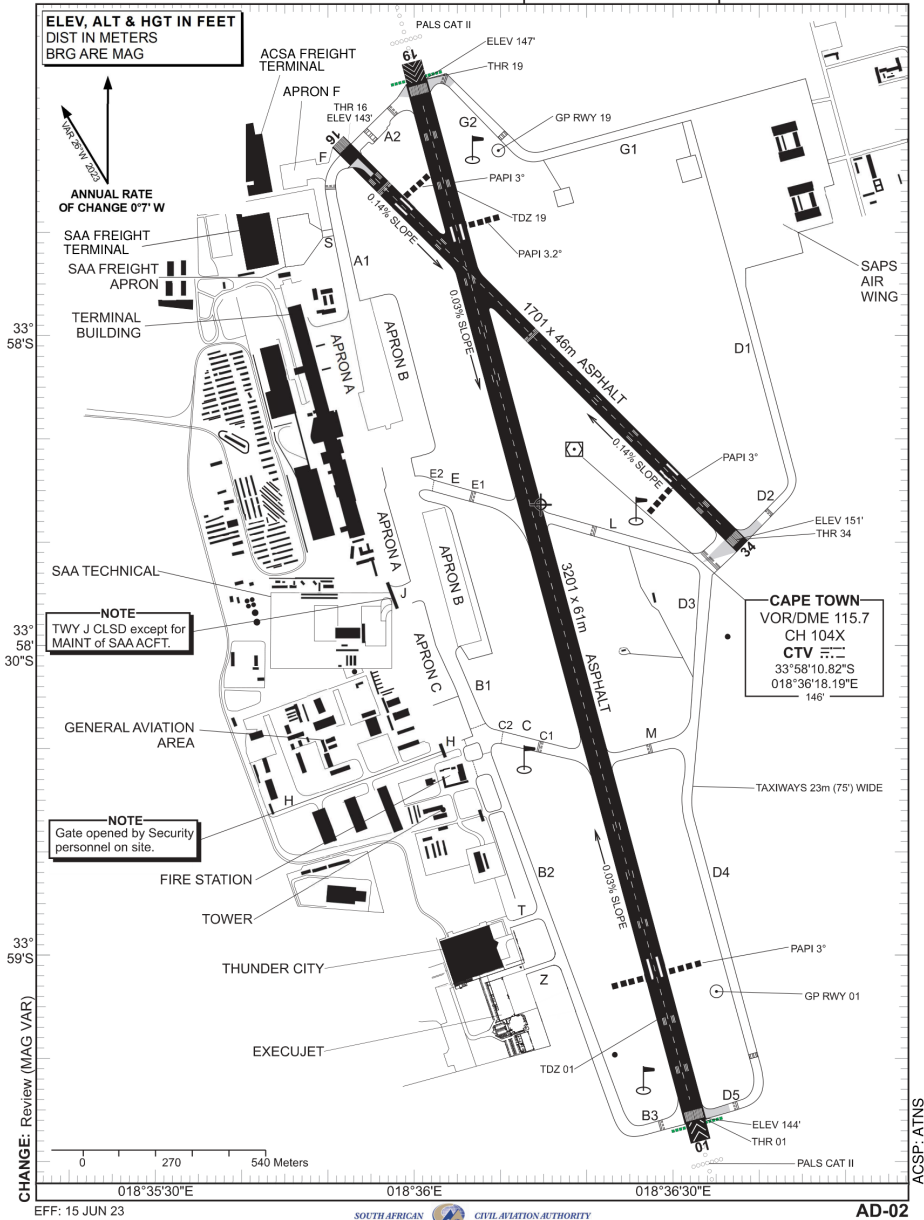 ELEV, ALT & HGT IN FEET
DIST IN METERS
BRG ARE MAG
VAR 26°W 2023
ANNUAL RATE
OF CHANGE 0°7' W
PALS CAT II
19
ELEV 147'
THR 19
ACSA FREIGHT
TERMINAL
APRON F
THR 16
ELEV 143'
16
A2
G2
GP RWY 19
G1
F
PAPI 3°
0.14% SLOPE
TDZ 19
PAPI 3.2°
SAA FREIGHT
TERMINAL
S
SAA FREIGHT
APRON
A1
SAPS
AIR
WING
TERMINAL
BUILDING
33°
58'S
0.03% SLOPE
1701 x 46m ASPHALT
APRON A
APRON B
D1
0.14% SLOPE
PAPI 3°
E2
E
E1
D2
L
ELEV 151'
THR 34
34
APRON A
APRON B
3201 x 61m
ASPHALT
SAA TECHNICAL
J
D3
NOTE
TWY J CLSD except for
MAINT of SAA ACFT.
CAPE TOWN
VOR/DME 115.7
CH 104X
CTV
33°58'10.82"S
018°36'18.19"E
146'
33°
58'
30"S
APRON C
B1
GENERAL AVIATION
AREA
C2
C
C1
H
M
TAXIWAYS 23m (75') WIDE
H
NOTE
Gate opened by Security
personnel on site.
FIRE STATION
B2
0.03% SLOPE
D4
TOWER
T
33°
59'S
PAPI 3°
THUNDER CITY
Z
GP RWY 01
EXECUJET
TDZ 01
B3
D5
ELEV 144'
THR 01
01
PALS CAT II
0
270
540 Meters
018°35'30"E
018°36'E
018°36'30"E
CHANGE: Review (MAG VAR)
ACSP: ATNS
EFF: 15 JUN 23
SOUTH AFRICAN
CIVIL AVIATION AUTHORITY
AD-02